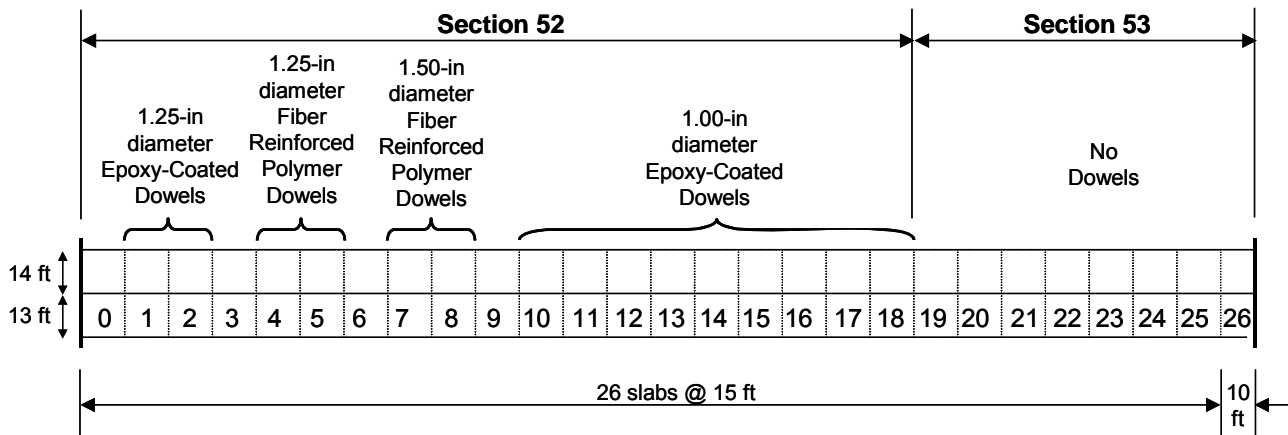 Section 52
Section 53
1.25-in
diameter
Epoxy-Coated
Dowels
1.25-in
diameter
Fiber
Reinforced
Polymer
Dowels
1.50-in
diameter
Fiber
Reinforced
Polymer
Dowels
1.00-in
diameter
Epoxy-Coated
Dowels
No
Dowels
14 ft
13 ft
0 1 2 3 4 5 6 7 8 9 10 11 12 13 14 15 16 17 18 19 20 21 22 23 24 25 26
26 slabs @ 15 ft
10
ft